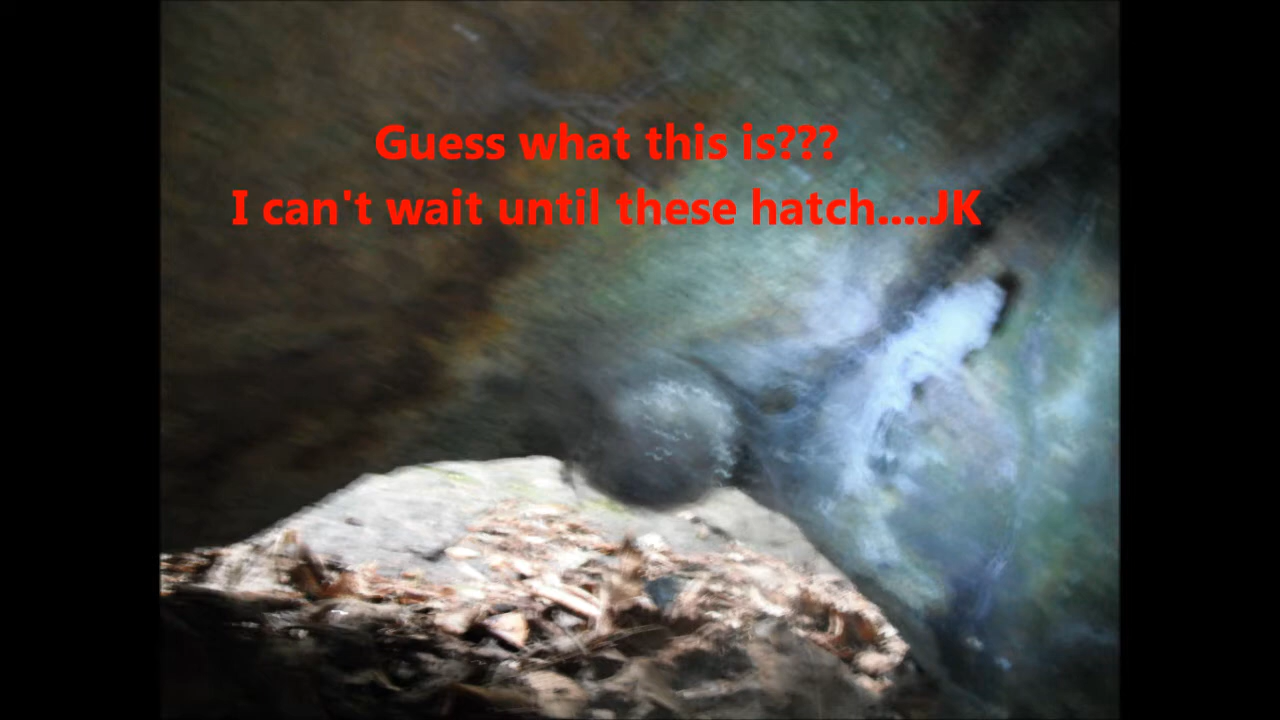 Guess what this is???
I can't wait until these hatch....JK